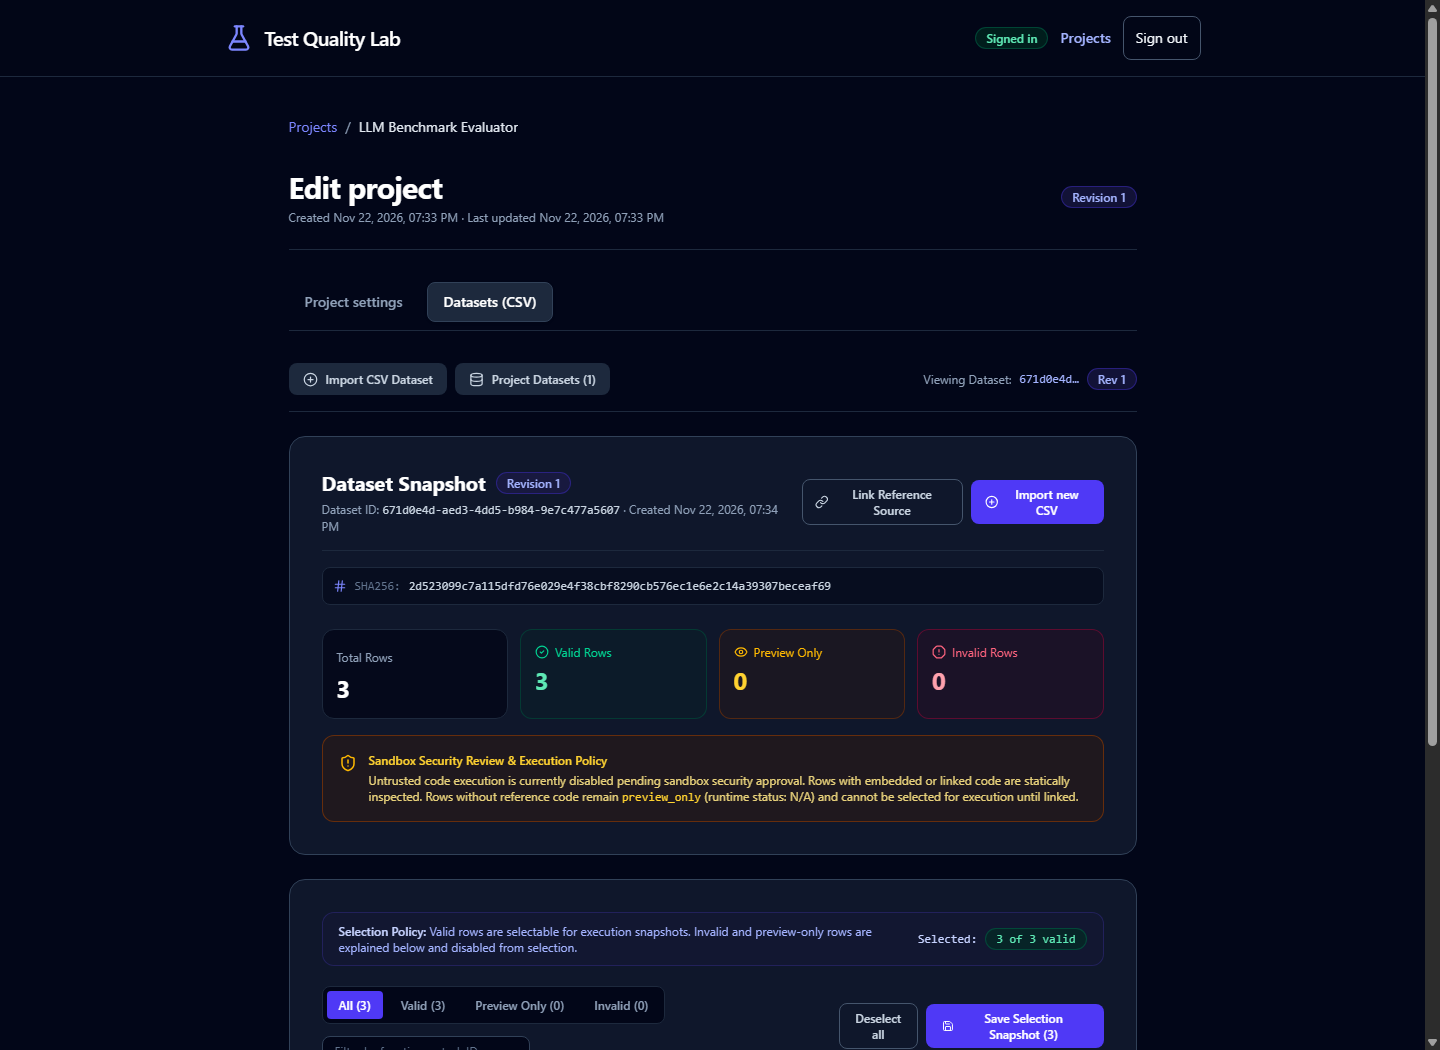 Test Quality Lab
Signed in
Projects
Sign out
Projects / LLM Benchmark Evaluator
Edit project
Created Nov 22, 2026, 07:33 PM · Last updated Nov 22, 2026, 07:33 PM
Revision 1
Project settings
Datasets (CSV)
Import CSV Dataset
Project Datasets (1)
Viewing Dataset: 671d0e4d…
Rev 1
Dataset Snapshot
Revision 1
Dataset ID: 671d0e4d-aed3-4dd5-b984-9e7c477a5607 · Created Nov 22, 2026, 07:34
PM
Link Reference
Source
Import new
CSV
SHA256: 2d523099c7a115dfd76e029e4f38cbf8290cb576ec1e6e2c14a39307beceaf69
Total Rows
3
Valid Rows
3
Preview Only
0
Invalid Rows
0
Sandbox Security Review & Execution Policy
Untrusted code execution is currently disabled pending sandbox security approval. Rows with embedded or linked code are statically
inspected. Rows without reference code remain preview_only (runtime status: N/A) and cannot be selected for execution until linked.
Selection Policy: Valid rows are selectable for execution snapshots. Invalid and preview-only rows are
explained below and disabled from selection.
Selected: 3 of 3 valid
All (3)
Valid (3)
Preview Only (0)
Invalid (0)
Deselect
all
Save Selection
Snapshot (3)